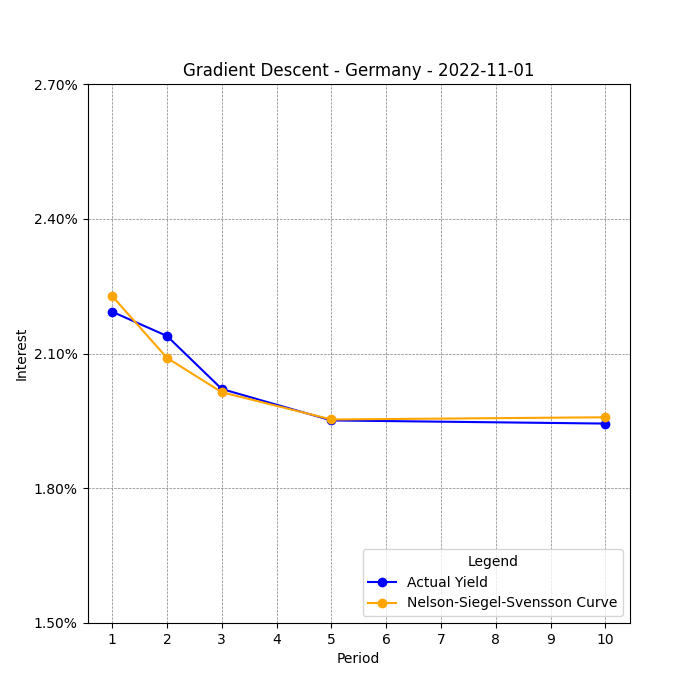 Gradient Descent - Germany - 2022-11-01
2.70%
2.40%
2.10%
1.80%
1.50%
Interest
1 2 3 4 5 6 7 8 9 10
Period
Legend
Actual Yield
Nelson-Siegel-Svensson Curve